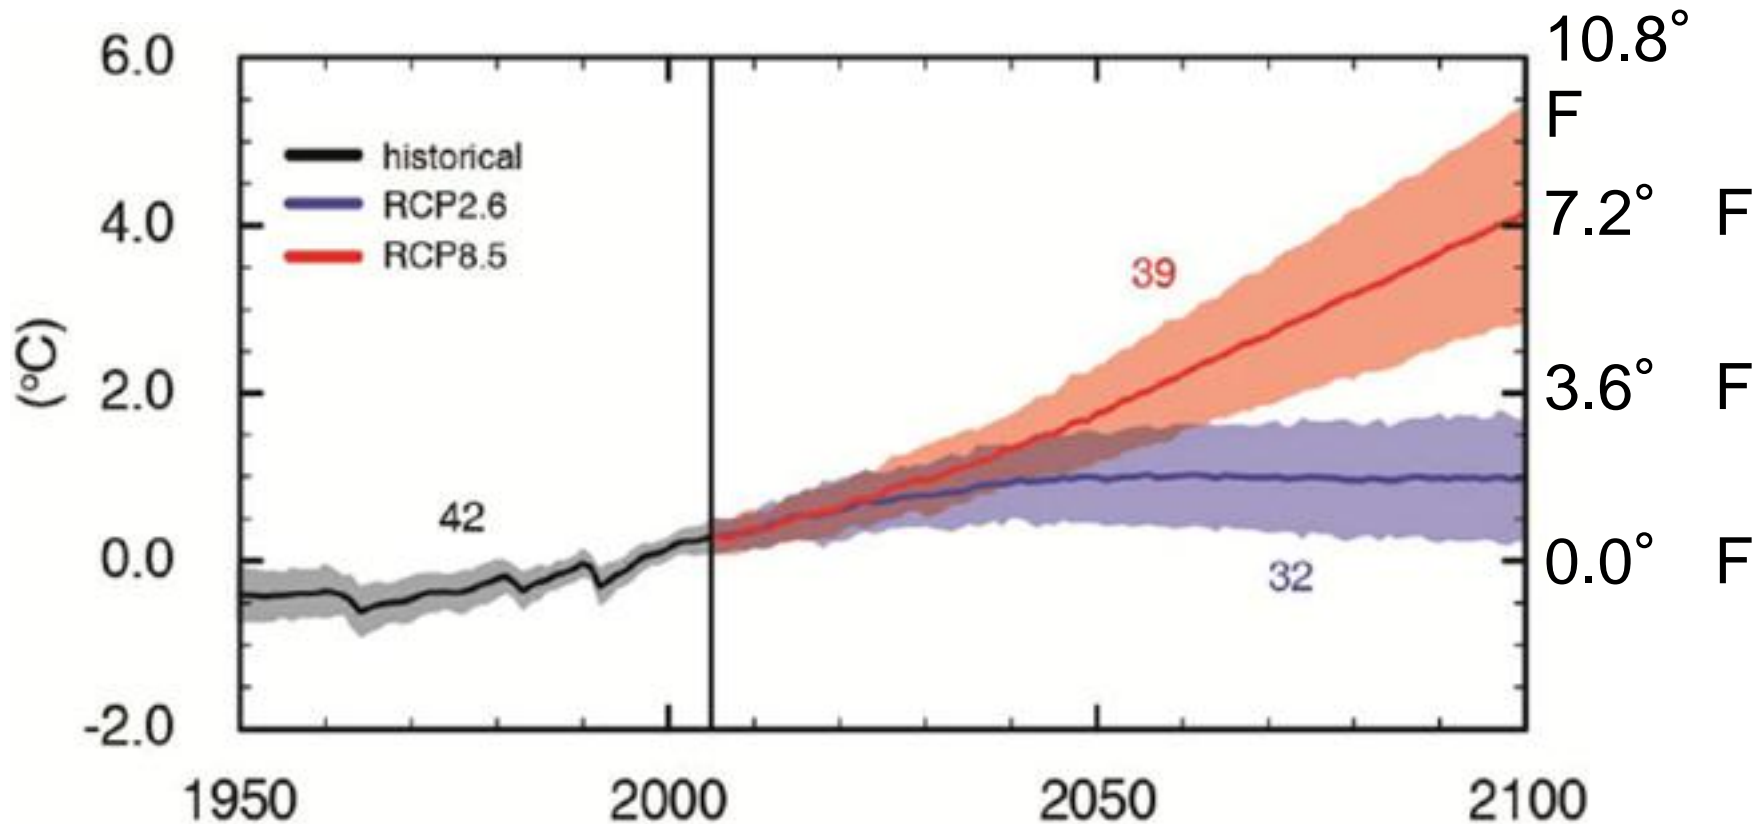 10.8°
F
6.0
historical
RCP2.6
RCP8.5
4.0
7.2° F
39
(°C)
2.0
3.6° F
42
0.0
0.0° F
32
-2.0
1950 2000 2050 2100